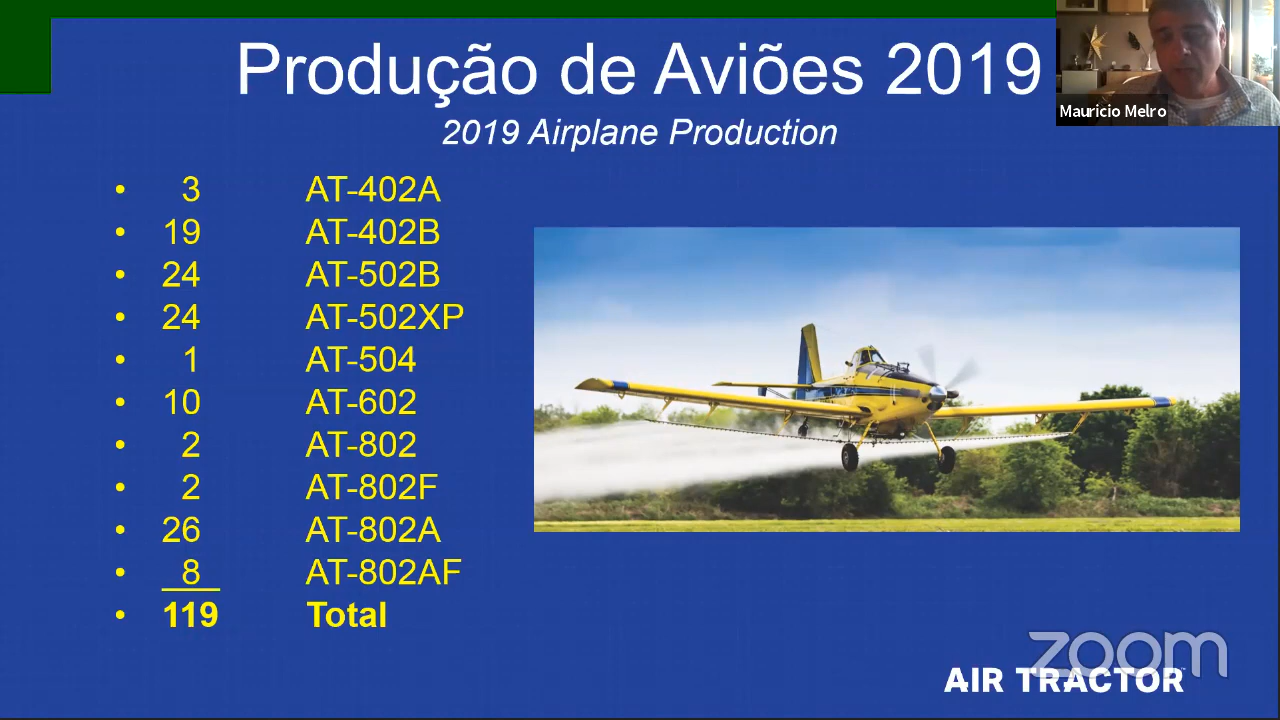 Produção de Aviões 2019
2019 Airplane Production
Mauricio Melro
• 3 AT-402A
• 19 AT-402B
• 24 AT-502B
• 24 AT-502XP
• 1 AT-504
• 10 AT-602
• 2 AT-802
• 2 AT-802F
• 26 AT-802A
• 8 AT-802AF
• 119 Total
zoom
AIR TRACTOR